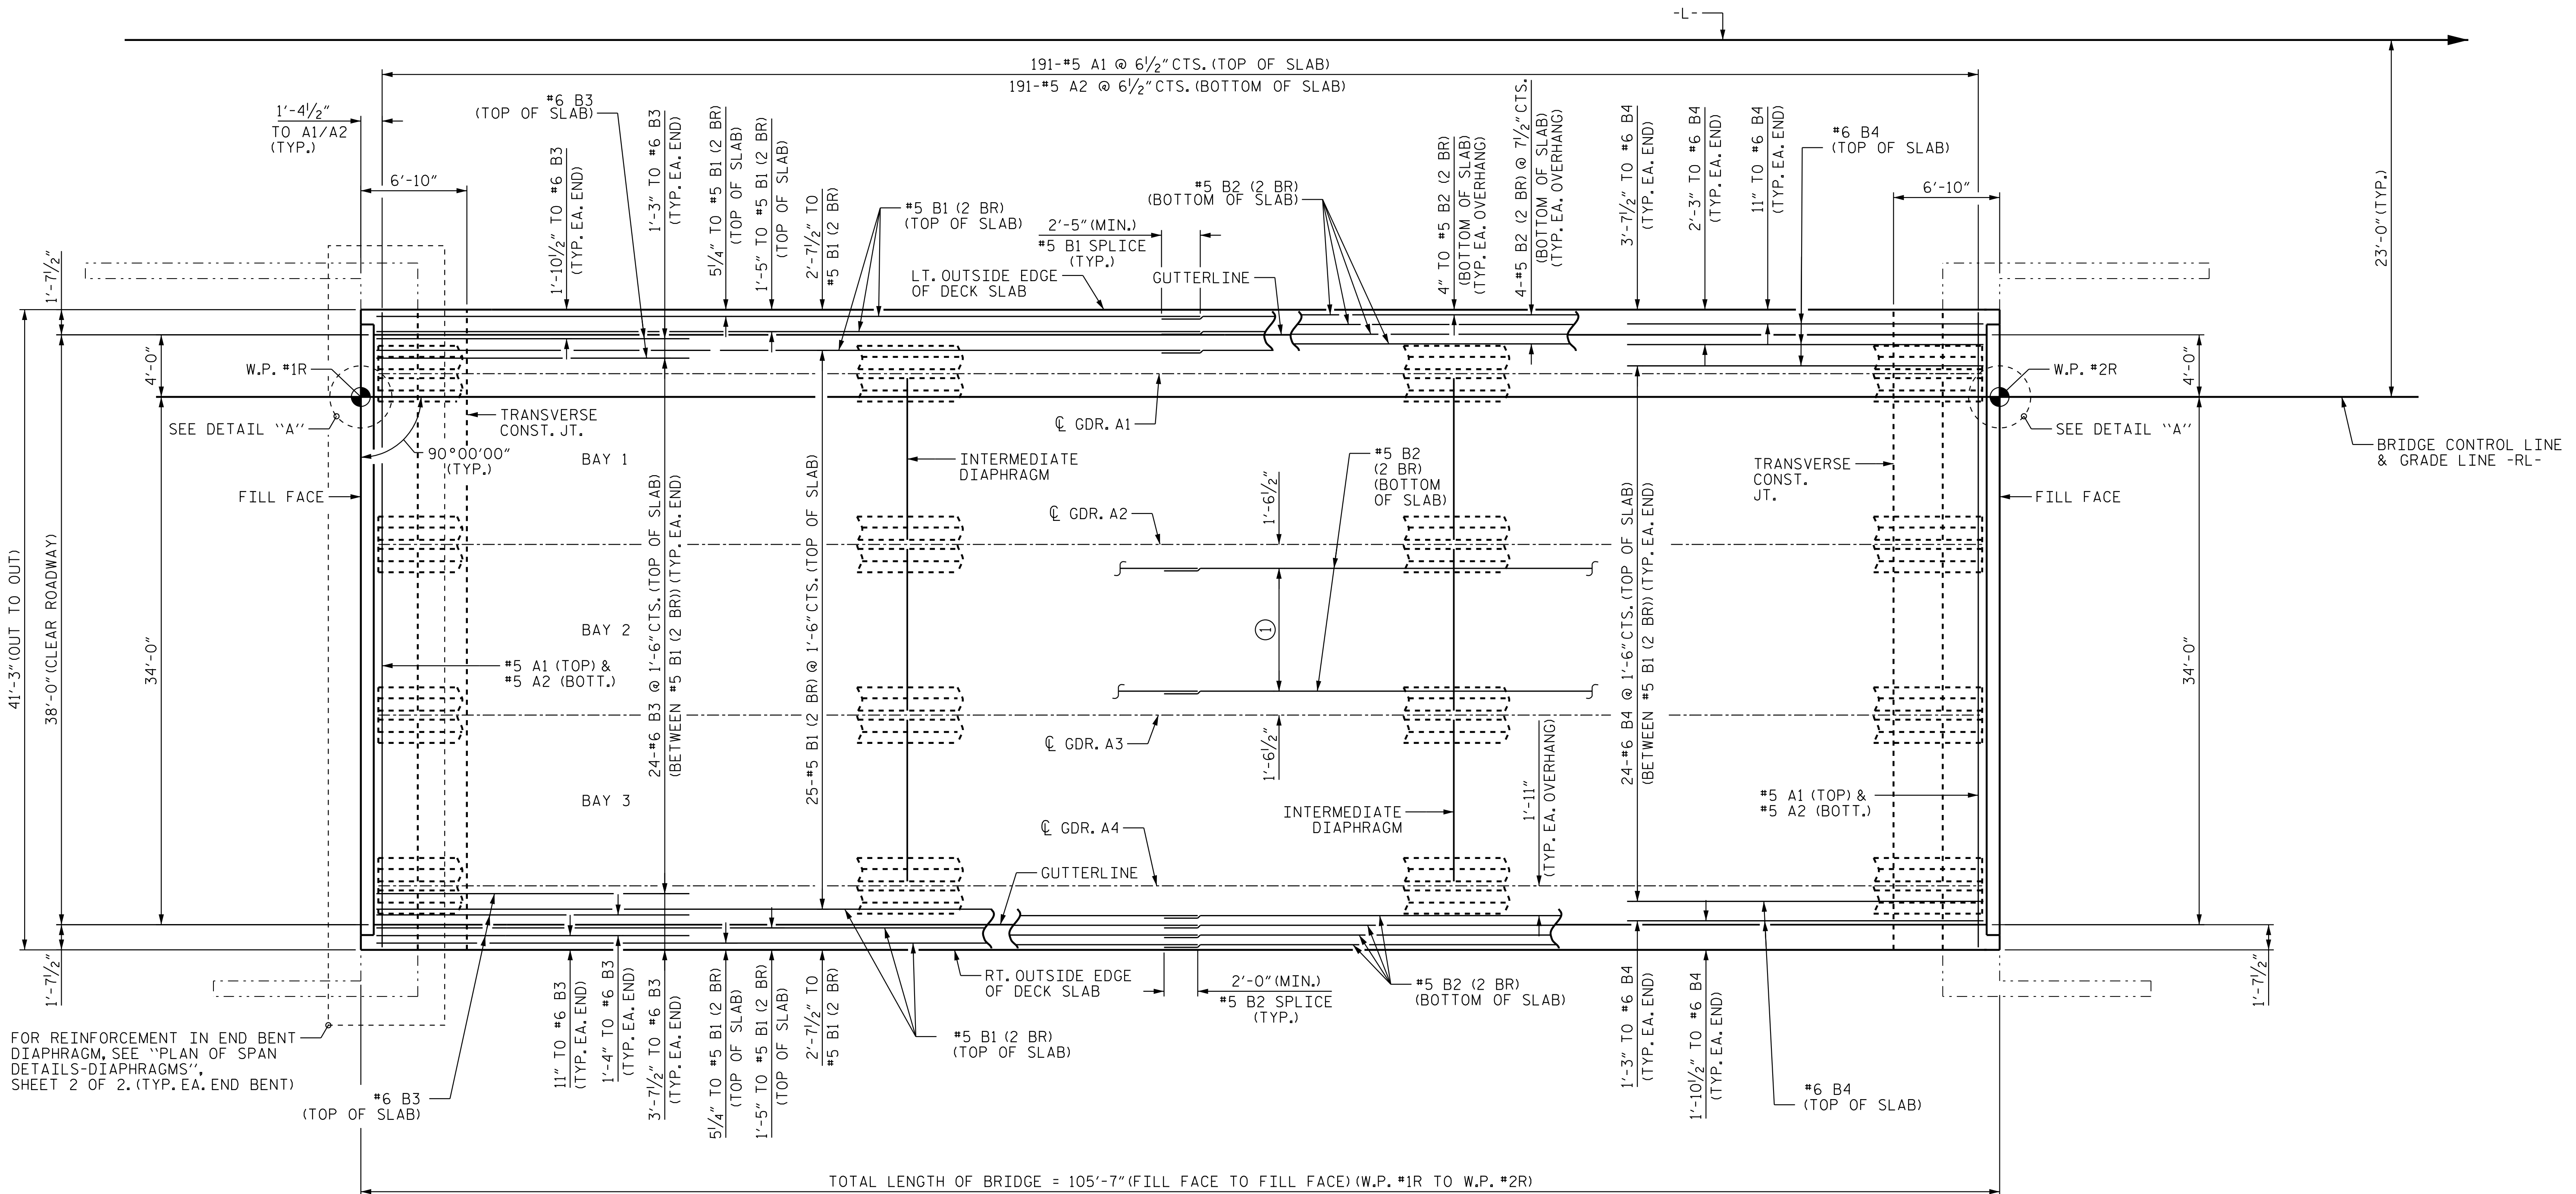 -L-
191-#5 A1 @ 6½" CTS. (TOP OF SLAB)
191-#5 A2 @ 6½" CTS. (BOTTOM OF SLAB)
1'-4½"
TO A1/A2
(TYP.)
#6 B3
(TOP OF SLAB)
1'-10½" TO #6 B3
(TYP. EA. END)
1'-3" TO #6 B3
(TYP. EA. END)
5¼" TO #5 B1 (2 BR)
(TOP OF SLAB)
1'-5" TO #5 B1 (2 BR)
(TOP OF SLAB)
2'-7½" TO
#5 B1 (2 BR)
#5 B1 (2 BR)
(TOP OF SLAB)
2'-5" (MIN.)
#5 B1 SPLICE
(TYP.)
#5 B2 (2 BR)
(BOTTOM OF SLAB)
4" TO #5 B2 (2 BR)
(BOTTOM OF SLAB)
(TYP. EA. OVERHANG)
4-#5 B2 (2 BR) @ 7½" CTS.
(BOTTOM OF SLAB)
(TYP. EA. OVERHANG)
3'-7½" TO #6 B4
(TYP. EA. END)
2'-3" TO #6 B4
(TYP. EA. END)
11" TO #6 B4
(TYP. EA. END)
#6 B4
(TOP OF SLAB)
6'-10"
6'-10"
23'-0" (TYP.)
LT. OUTSIDE EDGE
OF DECK SLAB
GUTTERLINE
1'-7½"
4'-0"
4'-0"
W.P. #1R
W.P. #2R
SEE DETAIL "A"
SEE DETAIL "A"
TRANSVERSE
CONST. JT.
90°00'00"
(TYP.)
BAY 1
FILL FACE
℄ GDR. A1
INTERMEDIATE
DIAPHRAGM
#5 B2
(2 BR)
(BOTTOM
OF SLAB)
1'-6½"
℄ GDR. A2
TRANSVERSE
CONST.
JT.
FILL FACE
BRIDGE CONTROL LINE
& GRADE LINE -RL-
41'-3" (OUT TO OUT)
38'-0" (CLEAR ROADWAY)
34'-0"
34'-0"
24-#6 B3 @ 1'-6" CTS. (TOP OF SLAB)
(BETWEEN #5 B1 (2 BR)) (TYP. EA. END)
25-#5 B1 (2 BR) @ 1'-6" CTS. (TOP OF SLAB)
24-#6 B4 @ 1'-6" CTS. (TOP OF SLAB)
(BETWEEN #5 B1 (2 BR)) (TYP. EA. END)
BAY 2
1
#5 A1 (TOP) &
#5 A2 (BOTT.)
℄ GDR. A3
1'-6½"
BAY 3
INTERMEDIATE
DIAPHRAGM
1'-11"
(TYP. EA. OVERHANG)
#5 A1 (TOP) &
#5 A2 (BOTT.)
℄ GDR. A4
GUTTERLINE
1'-7½"
1'-7½"
RT. OUTSIDE EDGE
OF DECK SLAB
2'-0" (MIN.)
#5 B2 SPLICE
(TYP.)
#5 B2 (2 BR)
(BOTTOM OF SLAB)
FOR REINFORCEMENT IN END BENT
DIAPHRAGM, SEE "PLAN OF SPAN
DETAILS-DIAPHRAGMS",
SHEET 2 OF 2. (TYP. EA. END BENT)
#6 B3
(TOP OF SLAB)
11" TO #6 B3
(TYP. EA. END)
1'-4" TO #6 B3
(TYP. EA. END)
3'-7½" TO #6 B3
(TYP. EA. END)
5¼" TO #5 B1 (2 BR)
(TOP OF SLAB)
1'-5" TO #5 B1 (2 BR)
(TOP OF SLAB)
2'-7½" TO
#5 B1 (2 BR)
#5 B1 (2 BR)
(TOP OF SLAB)
1'-3" TO #6 B4
(TYP. EA. END)
1'-10½" TO #6 B4
(TYP. EA. END)
#6 B4
(TOP OF SLAB)
TOTAL LENGTH OF BRIDGE = 105'-7" (FILL FACE TO FILL FACE) (W.P. #1R TO W.P. #2R)